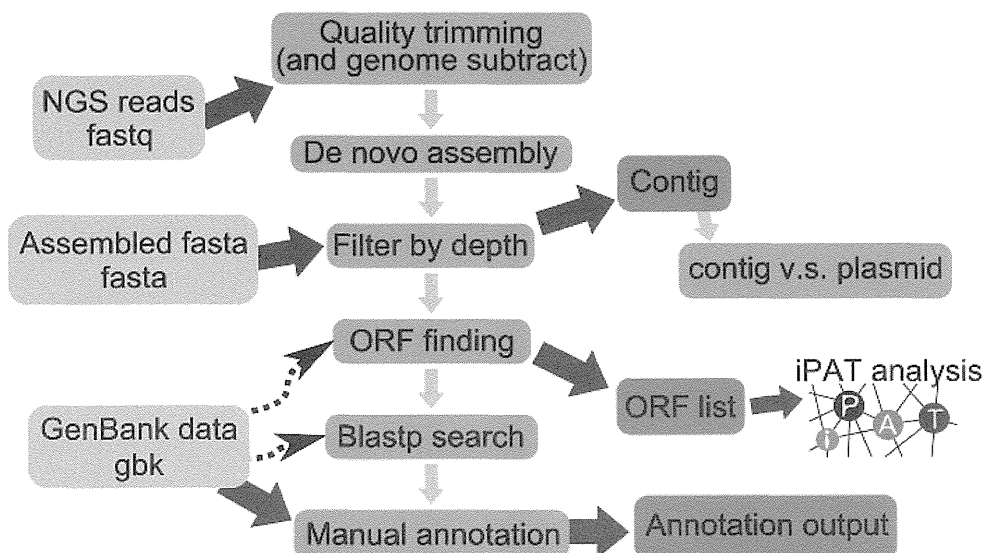 Quality trimming
(and genome subtract)
NGS reads
fastq
De novo assembly
Contig
Assembled fasta
fasta
Filter by depth
contig v.s. plasmid
ORF finding
iPAT analysis
GenBank data
gbk
Blastp search
ORF list
i P A T
Manual annotation
Annotation output